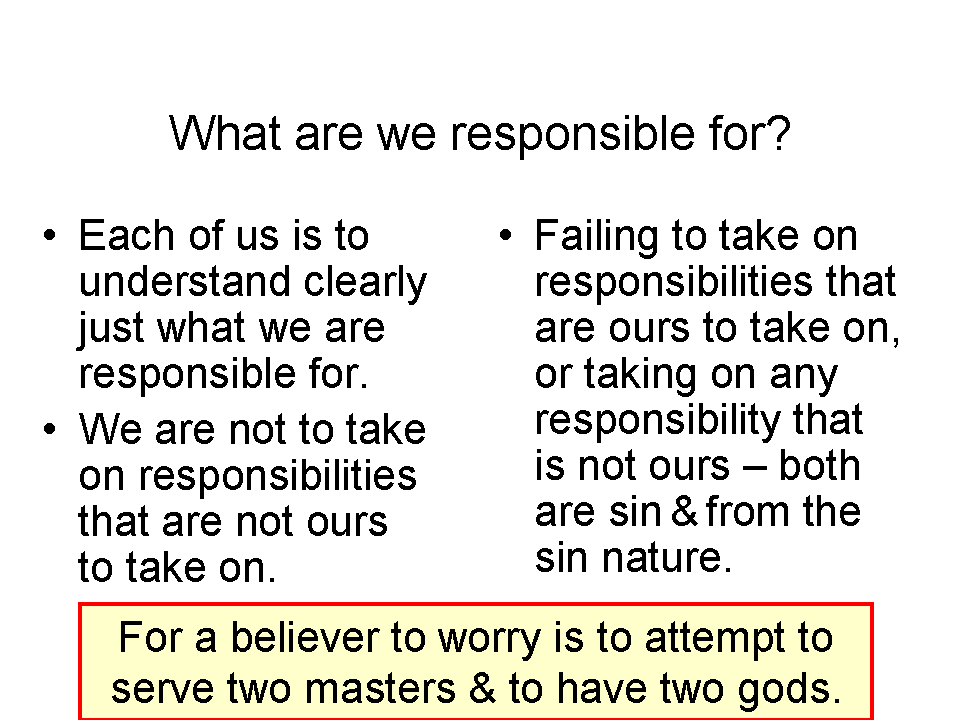 What are we responsible for?
• Each of us is to
understand clearly
just what we are
responsible for.
• We are not to take
on responsibilities
that are not ours
to take on.
• Failing to take on
responsibilities that
are ours to take on,
or taking on any
responsibility that
is not ours – both
are sin & from the
sin nature.
For a believer to worry is to attempt to
serve two masters & to have two gods.